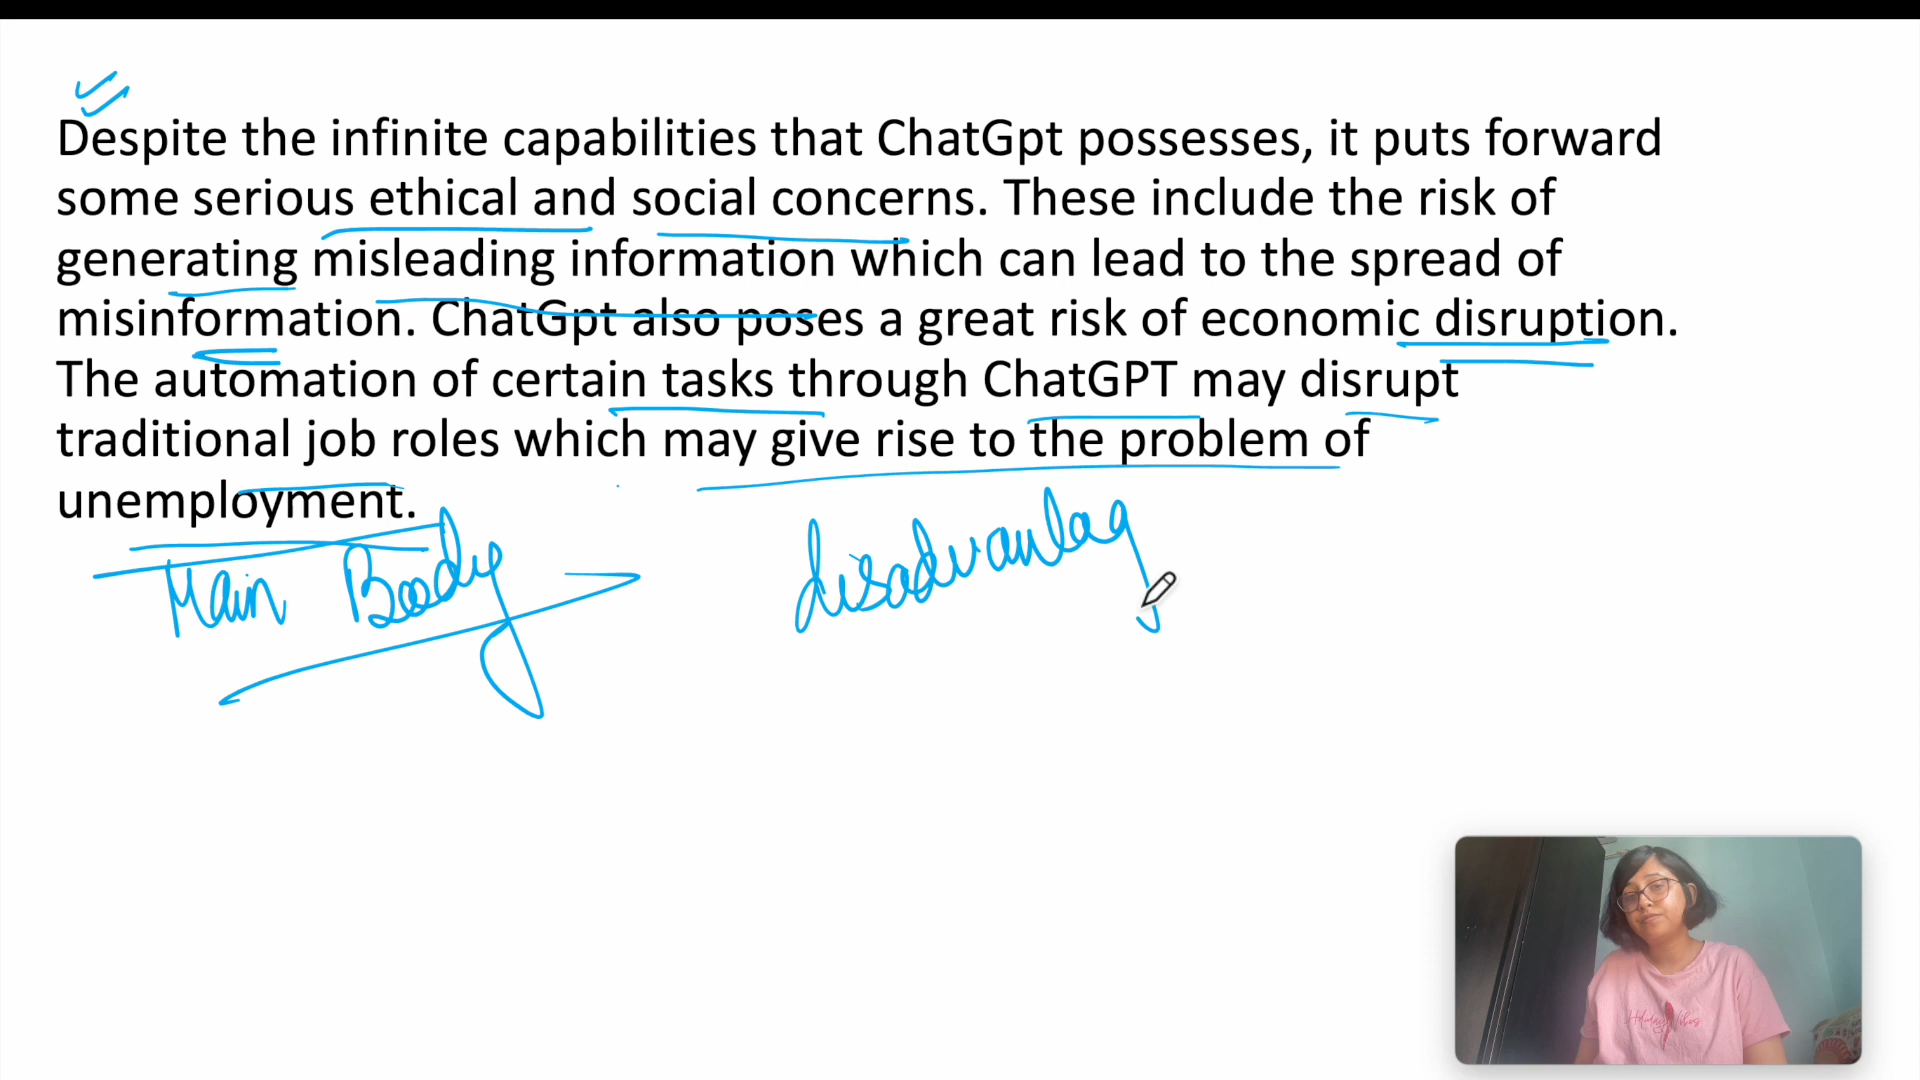 Despite the infinite capabilities that ChatGpt possesses, it puts forward
some serious ethical and social concerns. These include the risk of
generating misleading information which can lead to the spread of
misinformation. ChatGpt also poses a great risk of economic disruption.
The automation of certain tasks through ChatGPT may disrupt
traditional job roles which may give rise to the problem of
unemployment.
Main Body
disadvantag